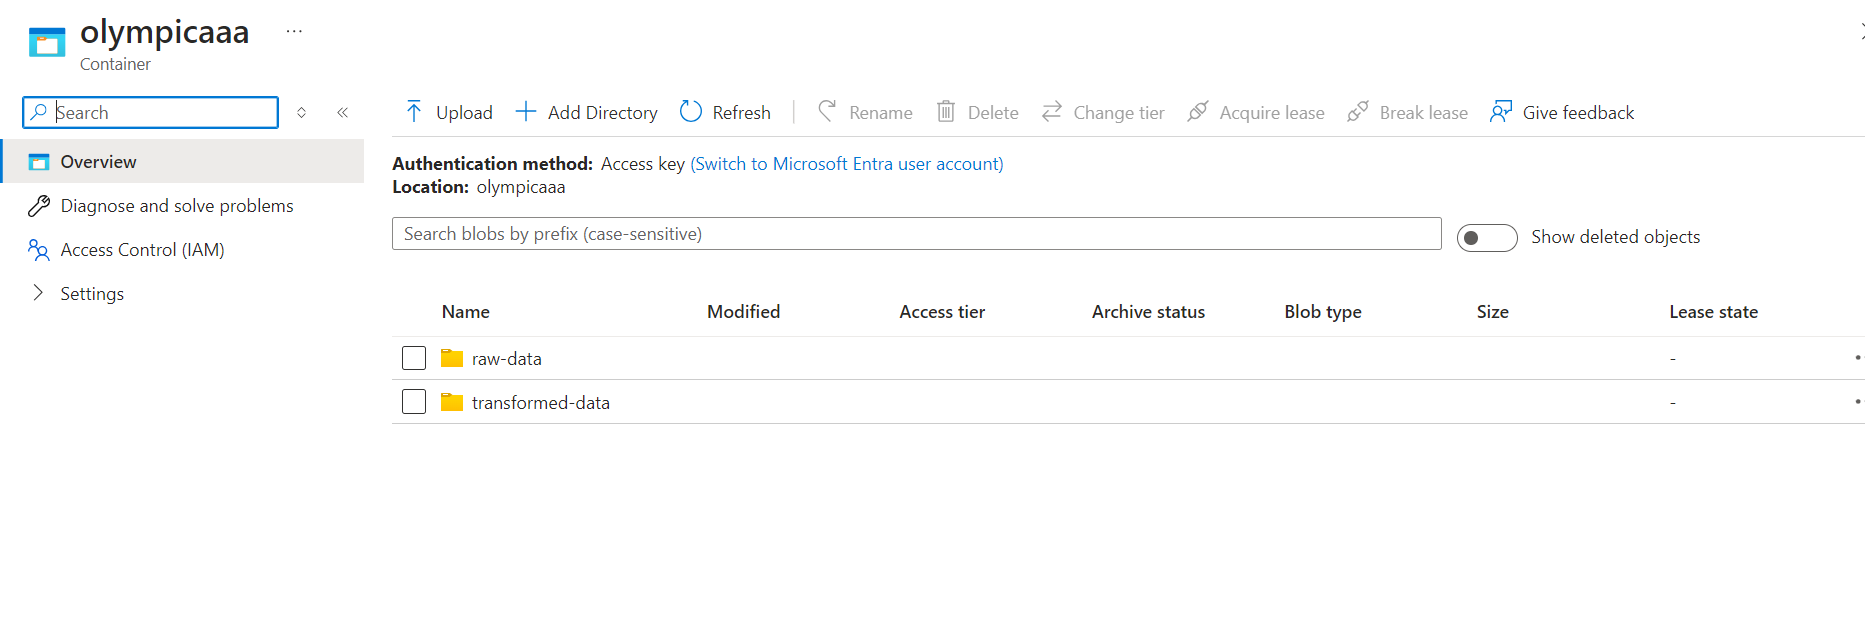 olympicaaa ...
Container
Search
Overview
Diagnose and solve problems
Access Control (IAM)
Settings
Upload Add Directory Refresh Rename Delete Change tier Acquire lease Break lease Give feedback
Authentication method: Access key (Switch to Microsoft Entra user account)
Location: olympicaaa
Search blobs by prefix (case-sensitive)
Show deleted objects
Name Modified Access tier Archive status Blob type Size Lease state
raw-data -
transformed-data -